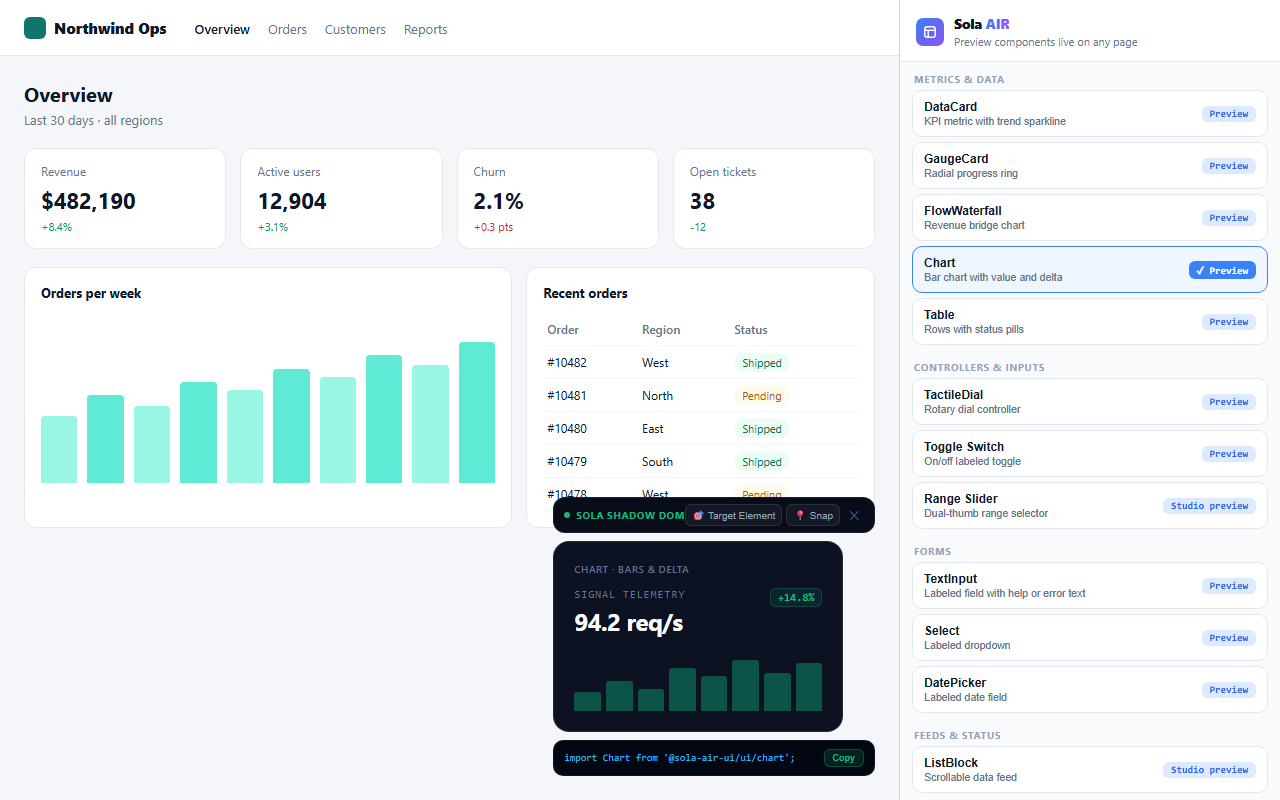 Northwind Ops
Overview
Orders
Customers
Reports
Overview
Last 30 days · all regions
Revenue
$482,190
+8.4%
Active users
12,904
+3.1%
Churn
2.1%
+0.3 pts
Open tickets
38
-12
Orders per week
Recent orders
Order Region Status
#10482 West Shipped
#10481 North Pending
#10480 East Shipped
#10479 South Shipped
#10478 West Pending
SOLA SHADOW DOM
🎯 Target Element
📍 Snap
CHART · BARS & DELTA
SIGNAL TELEMETRY
+14.8%
94.2 req/s
import Chart from '@sola-air-ui/ui/chart';
Copy
Sola AIR
Preview components live on any page
METRICS & DATA
DataCard
KPI metric with trend sparkline
Preview
GaugeCard
Radial progress ring
Preview
FlowWaterfall
Revenue bridge chart
Preview
Chart
Bar chart with value and delta
✓ Preview
Table
Rows with status pills
Preview
CONTROLLERS & INPUTS
TactileDial
Rotary dial controller
Preview
Toggle Switch
On/off labeled toggle
Preview
Range Slider
Dual-thumb range selector
Studio preview
FORMS
TextInput
Labeled field with help or error text
Preview
Select
Labeled dropdown
Preview
DatePicker
Labeled date field
Preview
FEEDS & STATUS
ListBlock
Scrollable data feed
Studio preview